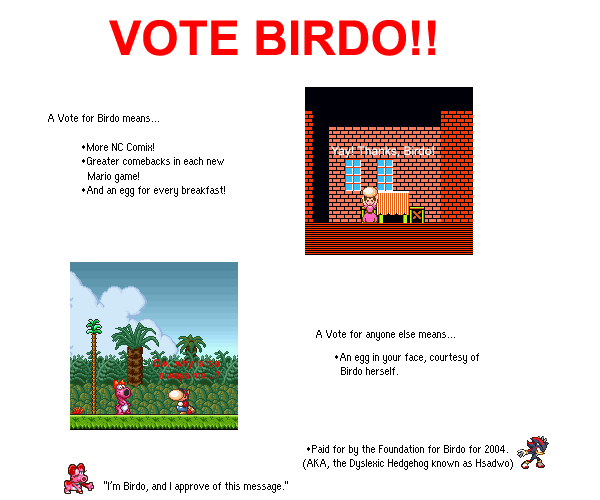 VOTE BIRDO!!
A Vote for Birdo means...
•More NC Comix!
•Greater comebacks in each new
Mario game!
•And an egg for every breakfast!
Yay! Thanks, Birdo!
A Vote for anyone else means...
•An egg in your face, courtesy of
Birdo herself.
•Paid for by the Foundation for Birdo for 2004.
(AKA, the Dyslexic Hedgehog known as Hsadwo)
"I'm Birdo, and I approve of this message."